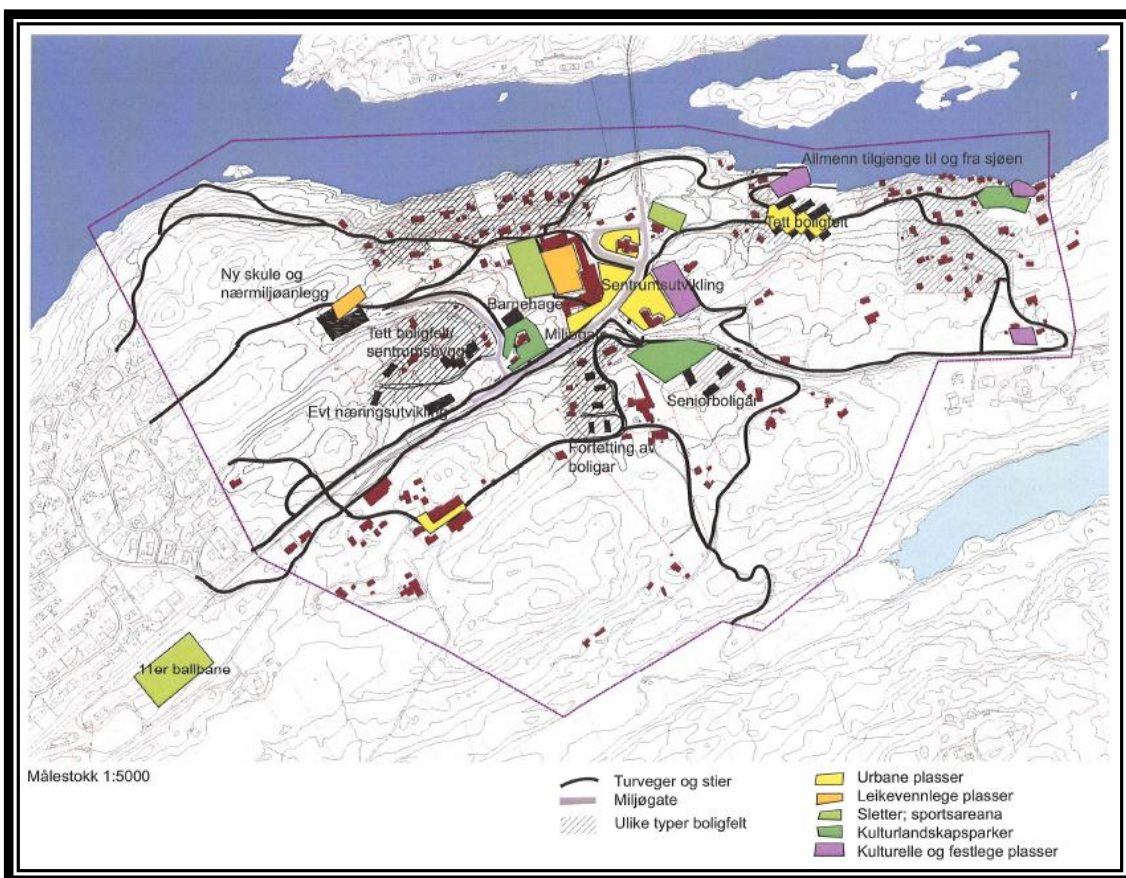 Allmenn tilgjenge til og fra sjøen
Tett boligfelt
Ny skule og
nærmiljøanlegg
Sentrumsutvikling
Barnehage
Tett boligfelt/
sentrumsbygg
Miljøgate
Evt næringsutvikling
Seniorboligar
Fortetting av
boligar
11er ballbane
Målestokk 1:5000
Turveger og stier
Miljøgate
Ulike typer boligfelt
Urbane plasser
Leikevennlege plasser
Sletter; sportsareana
Kulturlandskapsparker
Kulturelle og festlege plasser